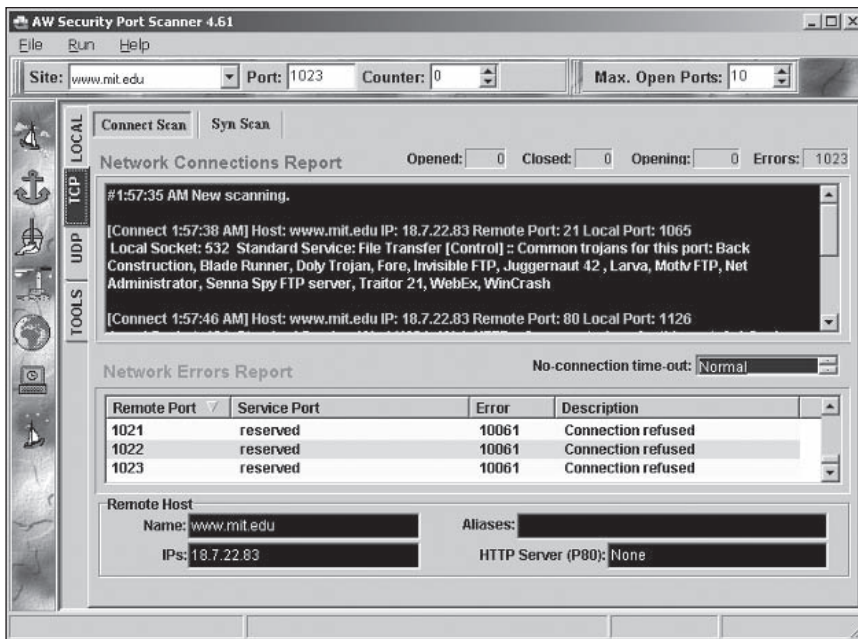 AW Security Port Scanner 4.61
File Run Help
Site: www.mit.edu Port: 1023 Counter: 0 Max. Open Ports: 10
LOCAL
TCP
UDP
TOOLS
Connect Scan Syn Scan
Network Connections Report Opened: 0 Closed: 0 Opening: 0 Errors: 1023
#1:57:35 AM New scanning.
[Connect 1:57:38 AM] Host: www.mit.edu IP: 18.7.22.83 Remote Port: 21 Local Port: 1065
Local Socket: 532 Standard Service: File Transfer [Control] :: Common trojans for this port: Back
Construction, Blade Runner, Doly Trojan, Fore, Invisible FTP, Juggernaut 42 , Larva, Motiv FTP, Net
Administrator, Senna Spy FTP server, Traitor 21, WebEx, WinCrash
[Connect 1:57:46 AM] Host: www.mit.edu IP: 18.7.22.83 Remote Port: 80 Local Port: 1126
Network Errors Report No-connection time-out: Normal
Remote Port Service Port Error Description
1021 reserved 10061 Connection refused
1022 reserved 10061 Connection refused
1023 reserved 10061 Connection refused
Remote Host
Name: www.mit.edu Aliases:
IPs: 18.7.22.83 HTTP Server (P80): None